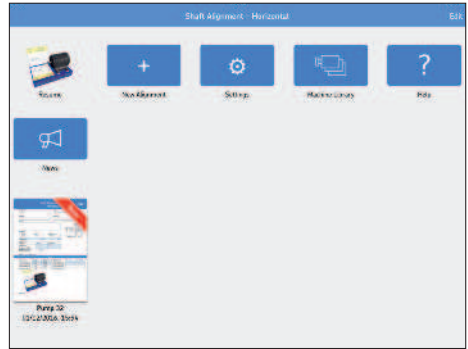 Shaft Alignment - Horizontal
Edit
Resume
New Alignment
Settings
Machine Library
Help
News
Pump 32